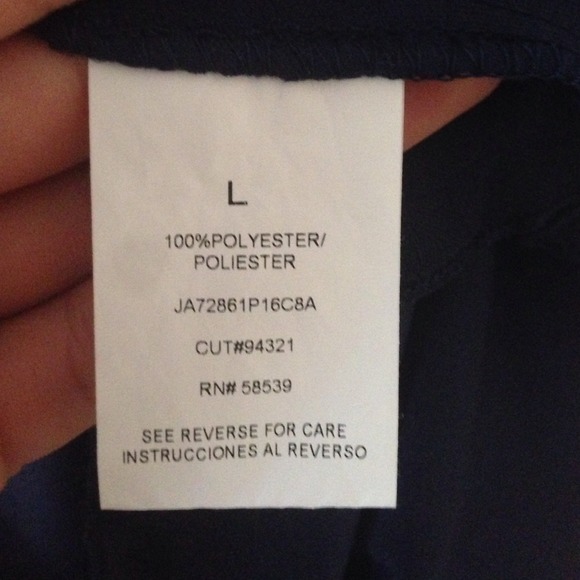 L
100%POLYESTER/
POLIESTER
JA72861P16C8A
CUT#94321
RN# 58539
SEE REVERSE FOR CARE
INSTRUCCIONES AL REVERSO